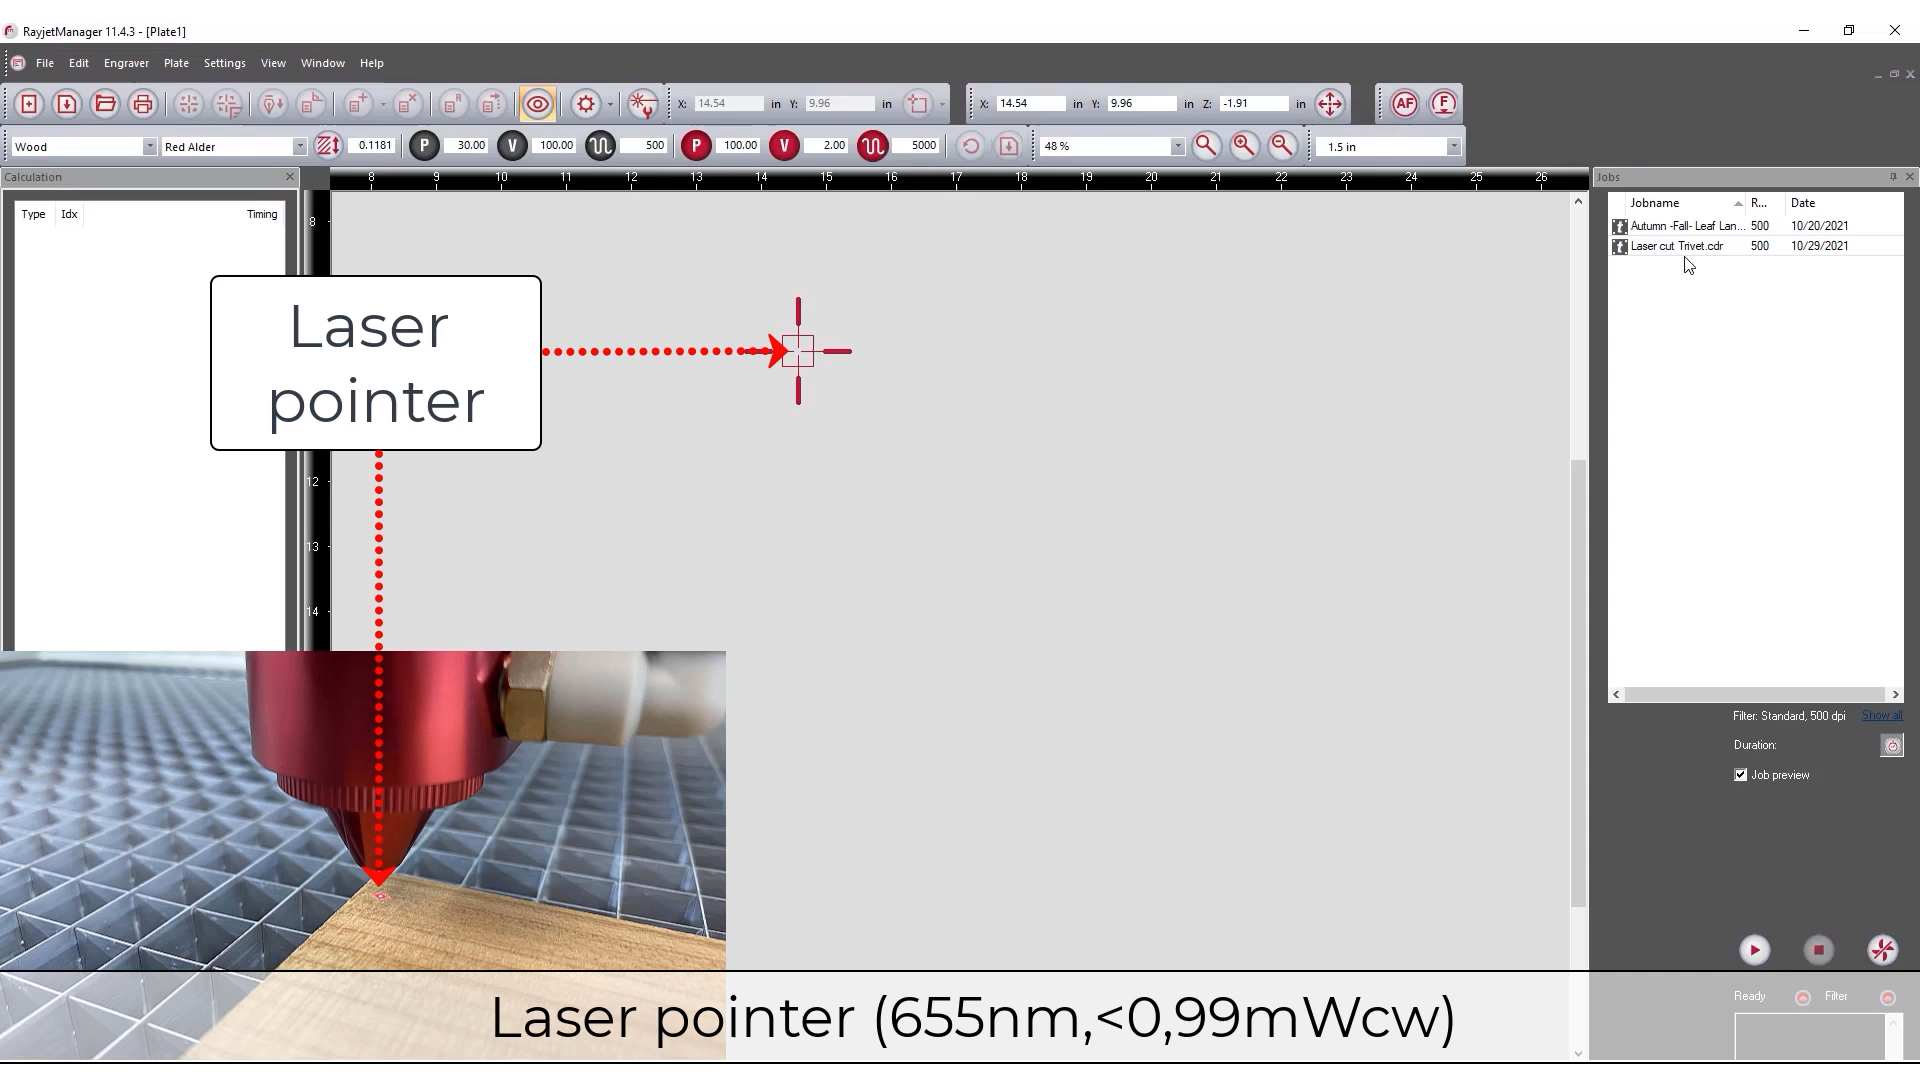 RayjetManager 11.4.3 - [Plate1]
File Edit Engraver Plate Settings View Window Help
X: 14.54 in Y: 9.96 in X: 14.54 in Y: 9.96 in Z: -1.91 in AF F
Wood Red Alder 0.1181 P 30.00 V 100.00 500 P 100.00 V 2.00 5000 48 % 1.5 in
Calculation
8 9 10 11 12 13 14 15 16 17 18 19 20 21 22 23 24 25 26
Jobs
Type Idx Timing
Jobname R... Date
Autumn -Fall- Leaf Lan... 500 10/20/2021
Laser cut Trivet.cdr 500 10/29/2021
8
12
13
14
Laser
pointer
Filter: Standard, 500 dpi Show all
Duration:
Job preview
Ready Filter
Laser pointer (655nm,<0,99mWcw)